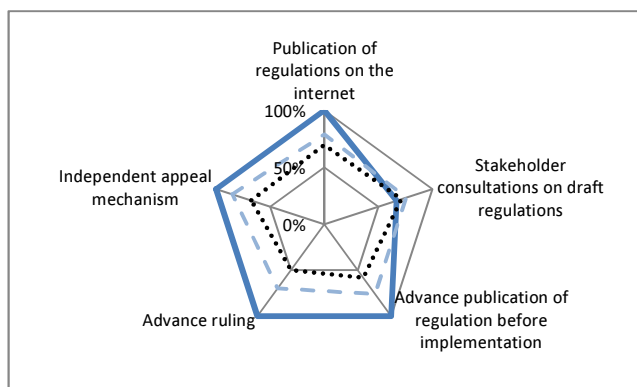 Publication of
regulations on the
internet
100%
50%
0%
Stakeholder
consultations on draft
regulations
Independent appeal
mechanism
Advance ruling
Advance publication of
regulation before
implementation